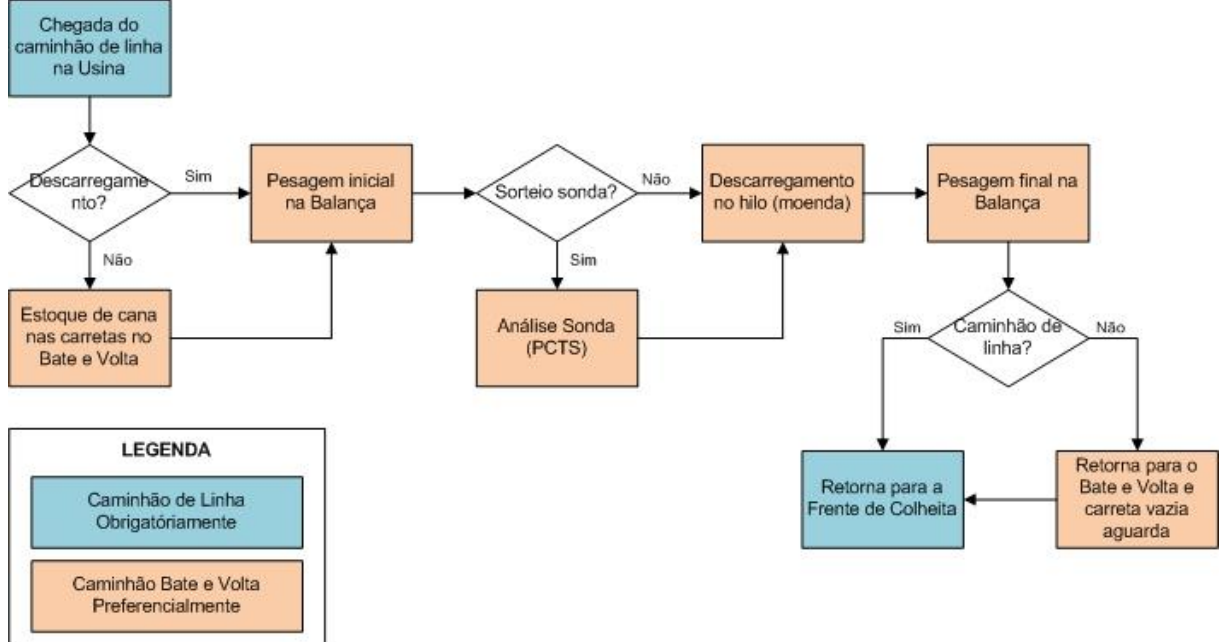 Chegada do
caminhão de linha
na Usina
Descarregame
nto?
Sim
Não
Pesagem inicial
na Balança
Estoque de cana
nas carretas no
Bate e Volta
Sorteio sonda?
Não
Sim
Análise Sonda
(PCTS)
Descarregamento
no hilo (moenda)
Pesagem final na
Balança
Caminhão de
linha?
Sim
Não
Retorna para a
Frente de Colheita
Retorna para o
Bate e Volta e
carreta vazia
aguarda
LEGENDA
Caminhão de Linha
Obrigatóriamente
Caminhão Bate e Volta
Preferencialmente